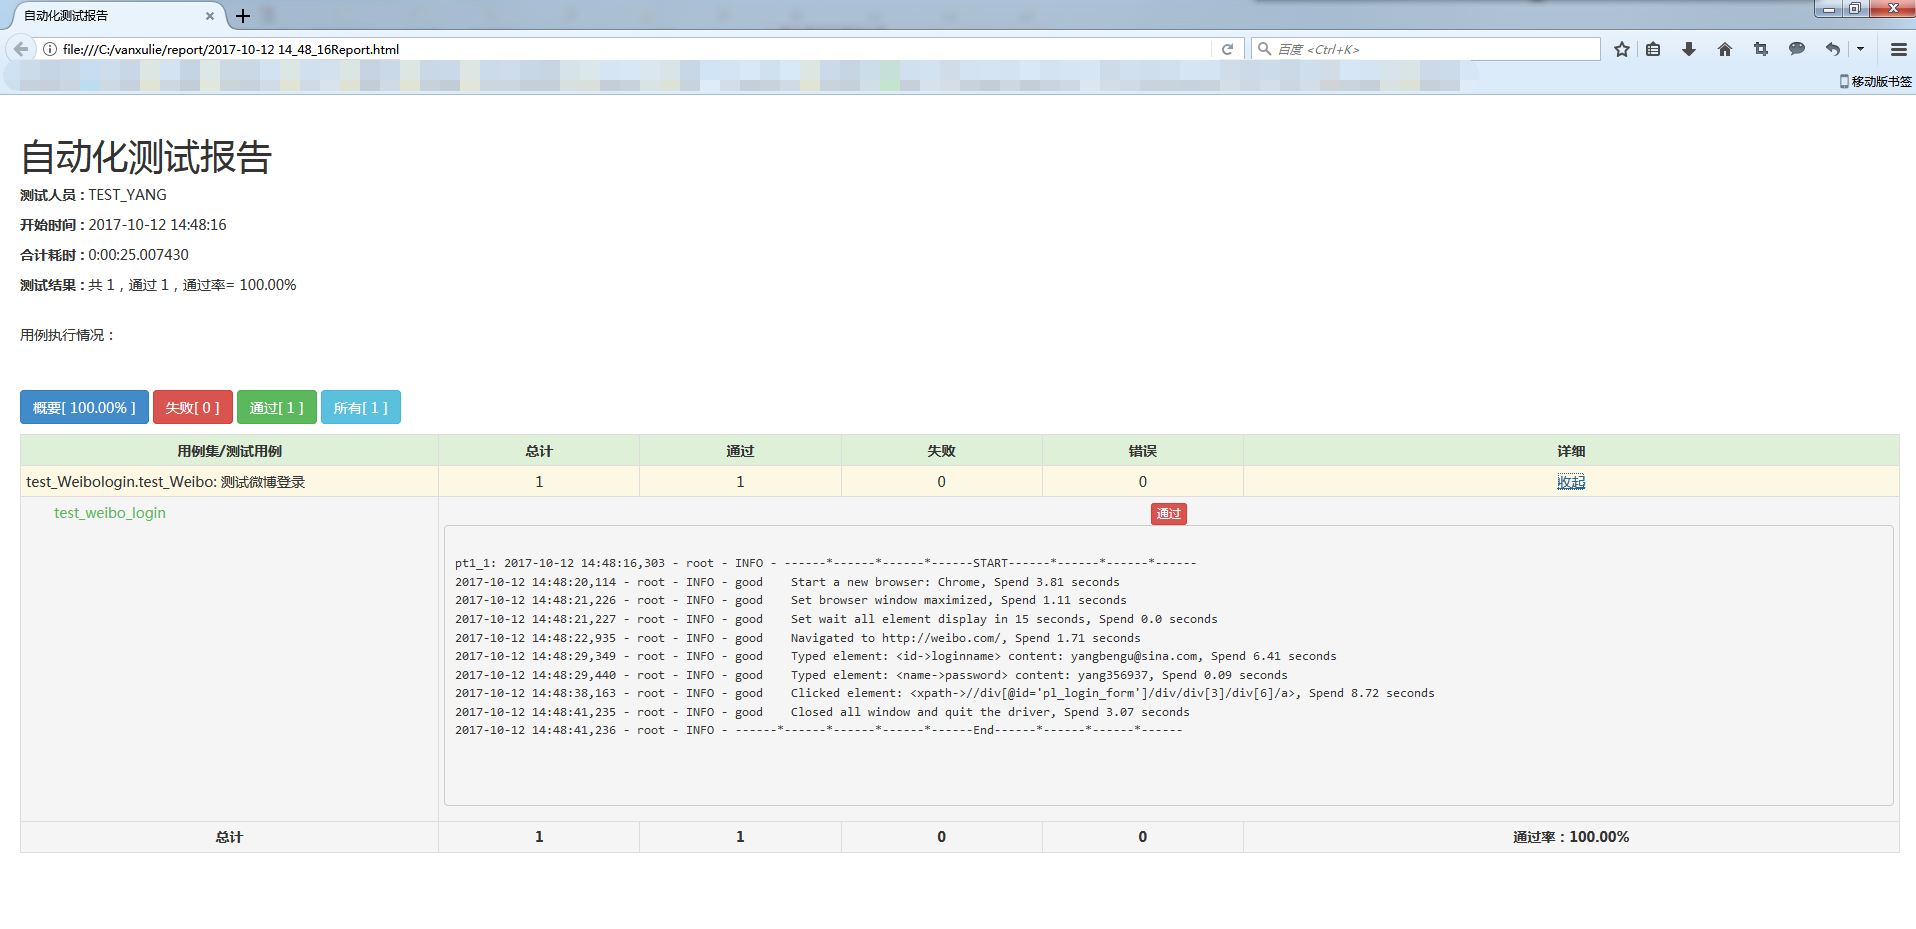 自动化测试报告
file:///C:/vanxulie/report/2017-10-12 14_48_16Report.html
百度 <Ctrl+K>
移动版书签
自动化测试报告
测试人员 : TEST_YANG
开始时间 : 2017-10-12 14:48:16
合计耗时 : 0:00:25.007430
测试结果 : 共 1，通过 1，通过率= 100.00%
用例执行情况：
概要[ 100.00% ] 失败[ 0 ] 通过[ 1 ] 所有[ 1 ]
用例集/测试用例 总计 通过 失败 错误 详细
test_Weibologin.test_Weibo: 测试微博登录 1 1 0 0 收起
test_weibo_login 通过
pt1_1: 2017-10-12 14:48:16,303 - root - INFO - ------*------*------*------START------*------*------*------
2017-10-12 14:48:20,114 - root - INFO - good    Start a new browser: Chrome, Spend 3.81 seconds
2017-10-12 14:48:21,226 - root - INFO - good    Set browser window maximized, Spend 1.11 seconds
2017-10-12 14:48:21,227 - root - INFO - good    Set wait all element display in 15 seconds, Spend 0.0 seconds
2017-10-12 14:48:22,935 - root - INFO - good    Navigated to http://weibo.com/, Spend 1.71 seconds
2017-10-12 14:48:29,349 - root - INFO - good    Typed element: <id->loginname> content: yangbengu@sina.com, Spend 6.41 seconds
2017-10-12 14:48:29,440 - root - INFO - good    Typed element: <name->password> content: yang356937, Spend 0.09 seconds
2017-10-12 14:48:38,163 - root - INFO - good    Clicked element: <xpath->//div[@id='pl_login_form']/div/div[3]/div[6]/a>, Spend 8.72 seconds
2017-10-12 14:48:41,235 - root - INFO - good    Closed all window and quit the driver, Spend 3.07 seconds
2017-10-12 14:48:41,236 - root - INFO - ------*------*------*------*------End------*------*------*------
总计 1 1 0 0 通过率：100.00%